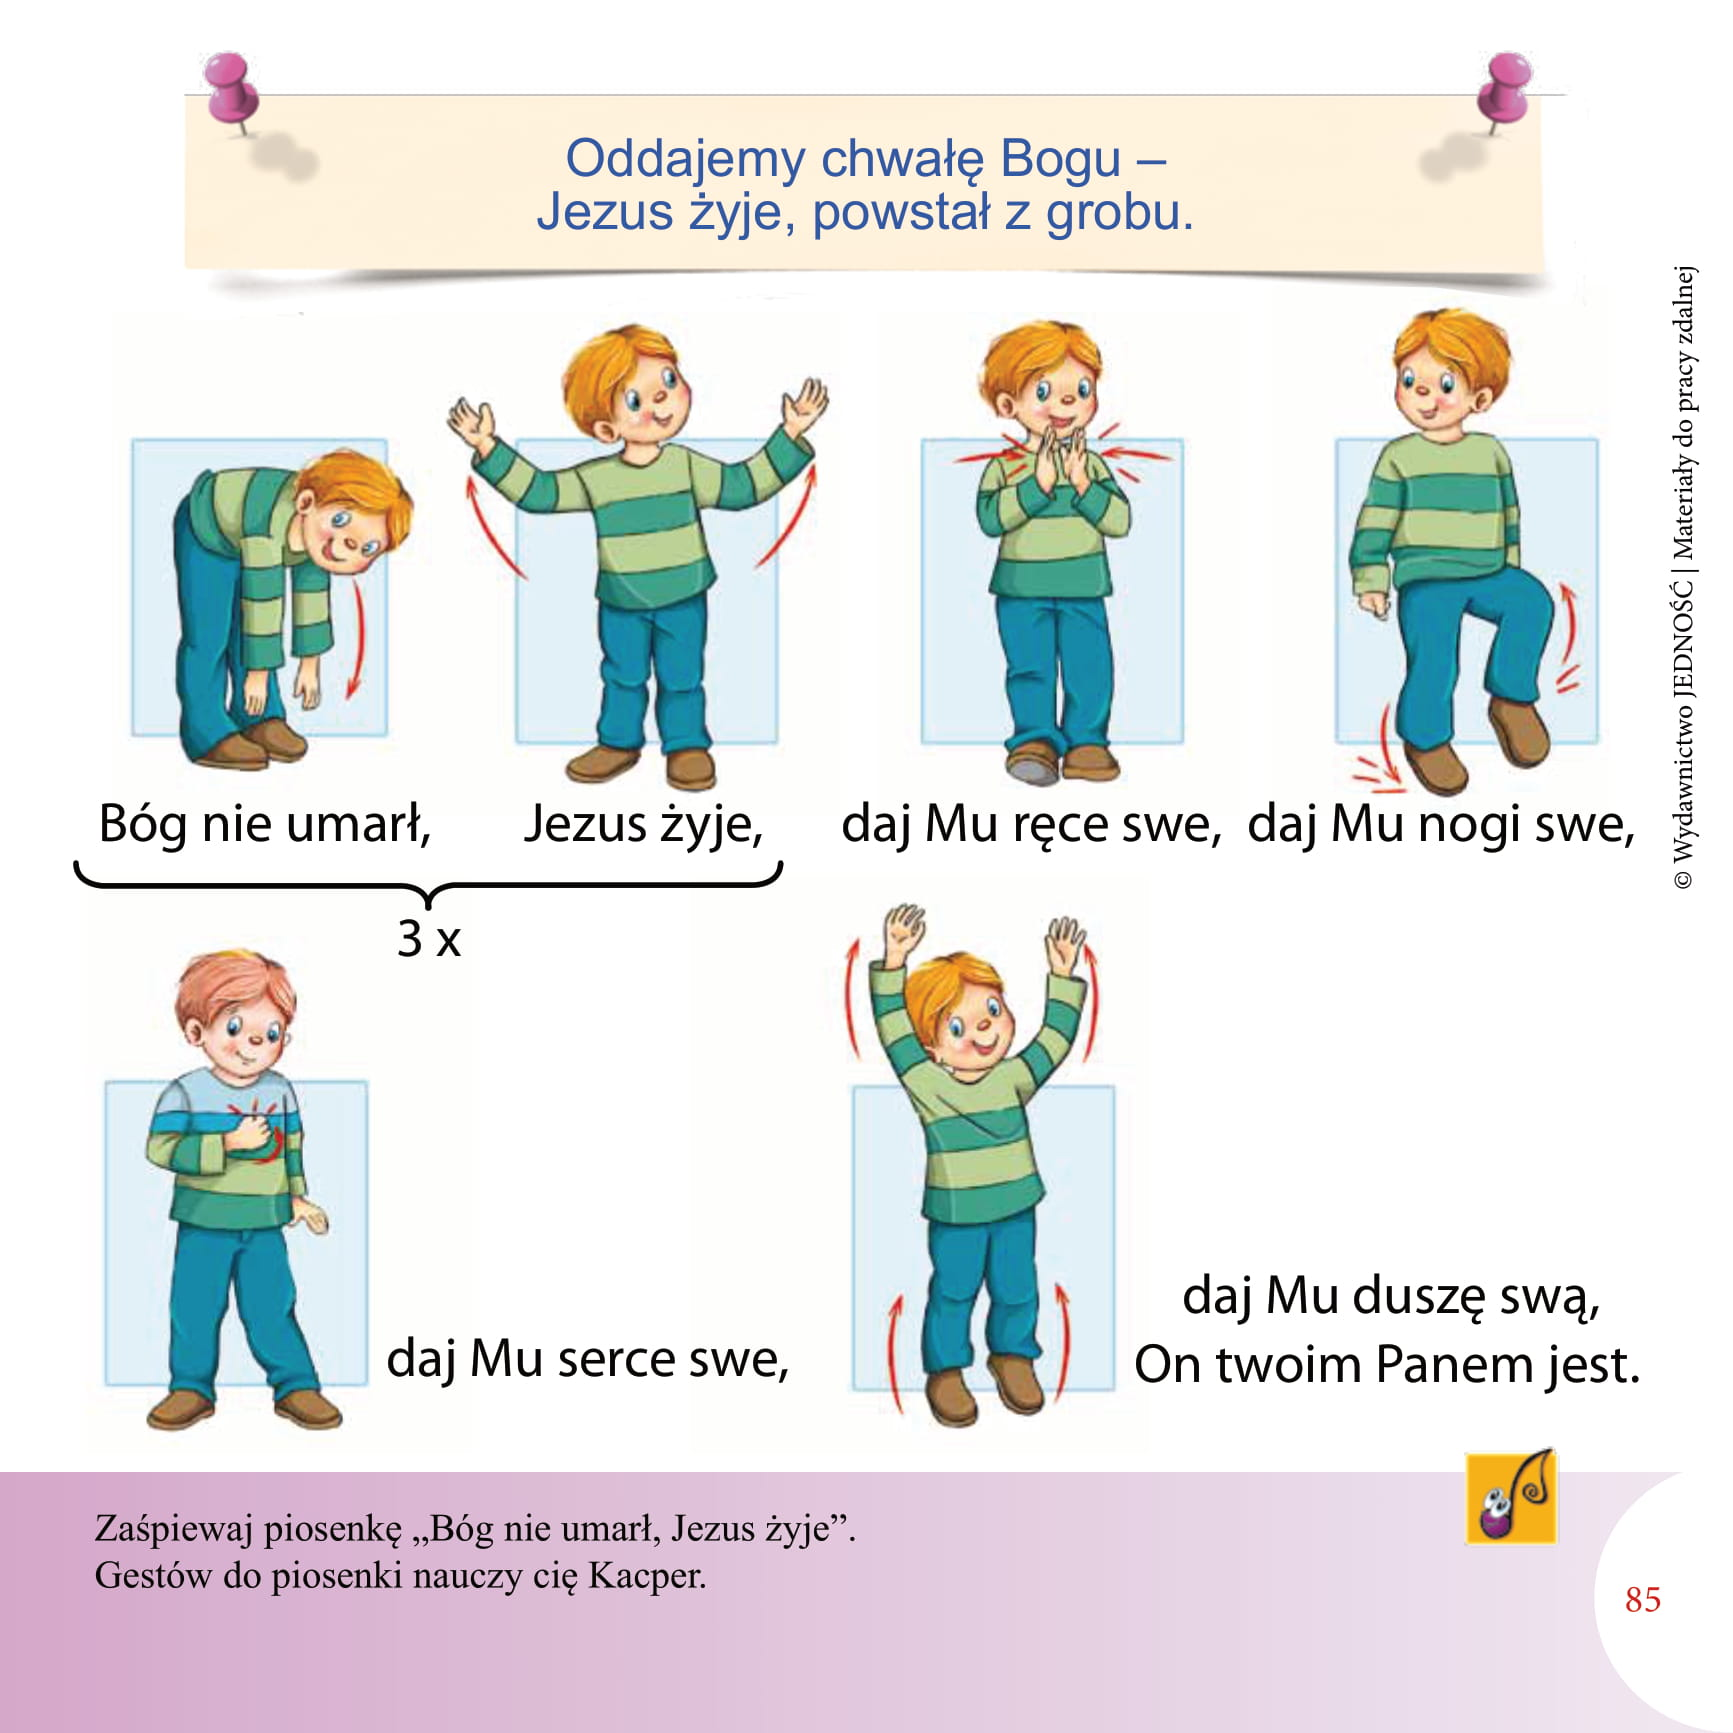 Oddajemy chwałę Bogu –
Jezus żyje, powstał z grobu.
Bóg nie umarł,
Jezus żyje,
daj Mu ręce swe,
daj Mu nogi swe,
3 x
daj Mu serce swe,
daj Mu duszę swą,
On twoim Panem jest.
Zaśpiewaj piosenkę „Bóg nie umarł, Jezus żyje”.
Gestów do piosenki nauczy cię Kacper.
85
© Wydawnictwo JEDNOŚĆ | Materiały do pracy zdalnej